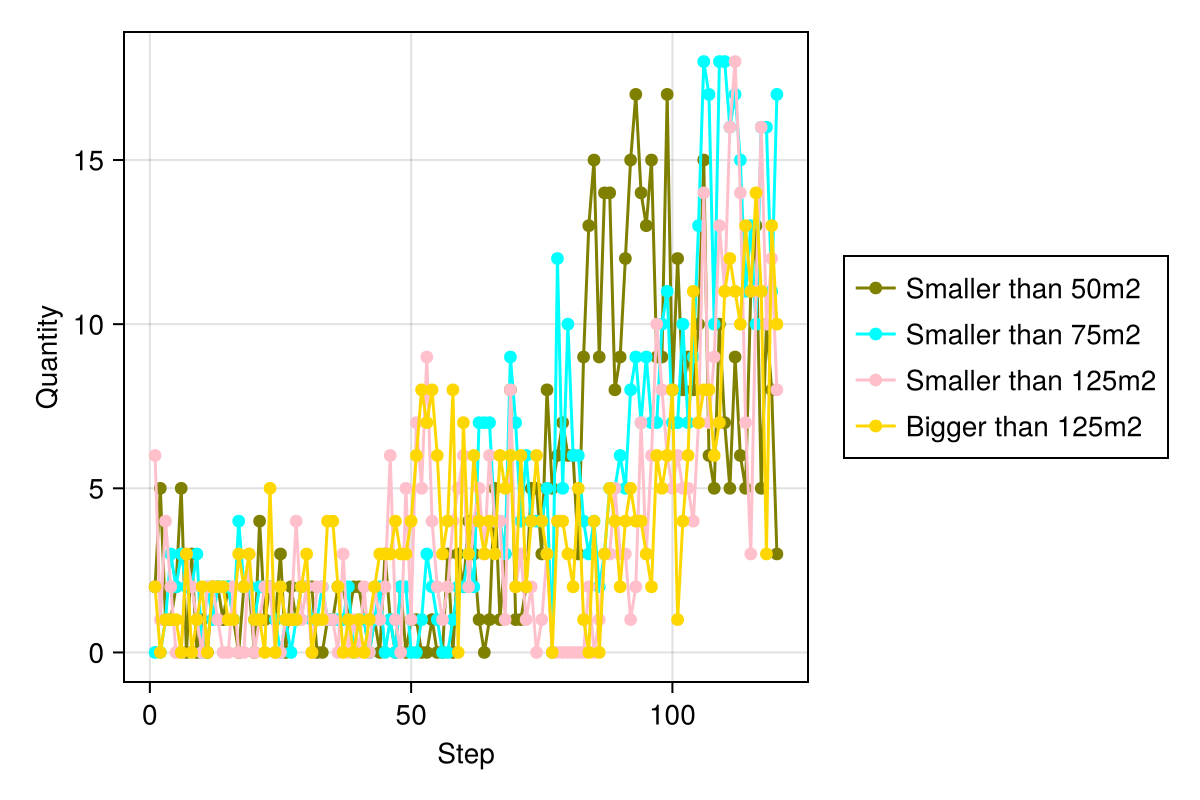 Quantity
15
10
5
0
0
50
100
Step
Smaller than 50m2
Smaller than 75m2
Smaller than 125m2
Bigger than 125m2